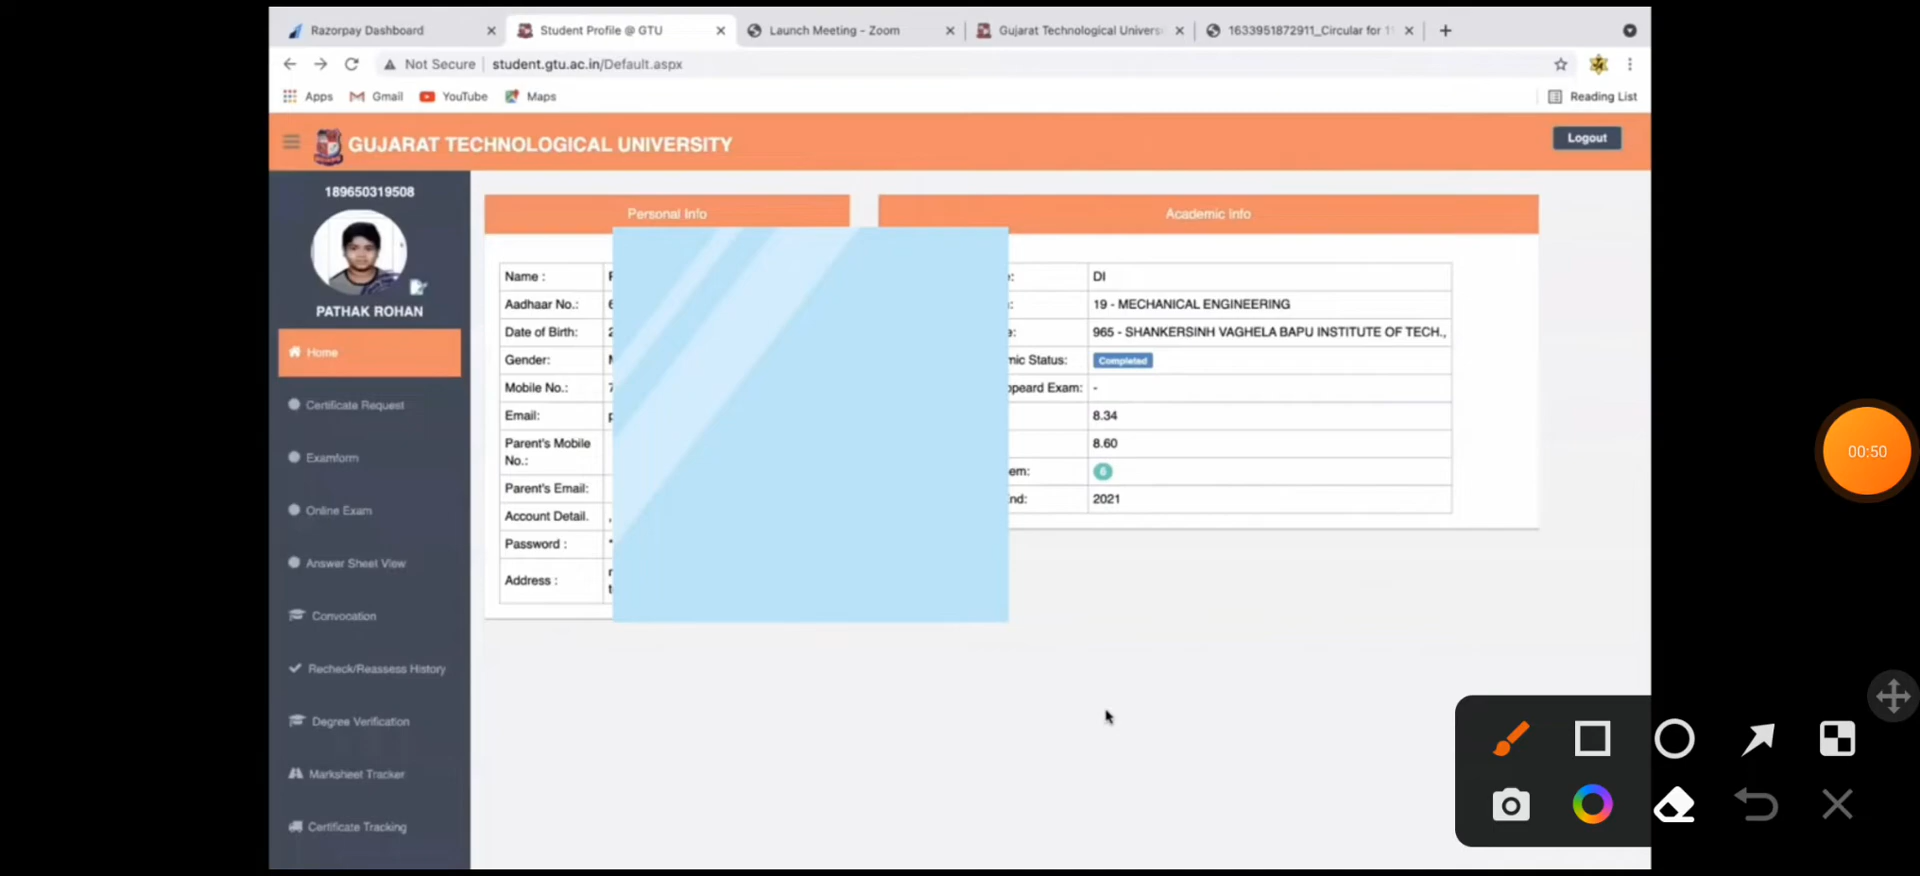 Razorpay Dashboard
Student Profile @ GTU
Launch Meeting - Zoom
Gujarat Technological Univers
1633951872911_Circular for 1
Not Secure
student.gtu.ac.in/Default.aspx
Apps
Gmail
YouTube
Maps
Reading List
GUJARAT TECHNOLOGICAL UNIVERSITY
Logout
189650319508
PATHAK ROHAN
Home
Certificate Request
Examform
Online Exam
Answer Sheet View
Convocation
Recheck/Reassess History
Degree Verification
Marksheet Tracker
Certificate Tracking
Personal Info
Name :
Aadhaar No.: 6
Date of Birth: 2
Gender:
Mobile No.: 7
Email: p
Parent's Mobile
No.:
Parent's Email:
Account Detail. ,
Password : *
Address :
Academic Info
DI
19 - MECHANICAL ENGINEERING
965 - SHANKERSINH VAGHELA BAPU INSTITUTE OF TECH.,
mic Status: Completed
ppeard Exam: -
8.34
8.60
em: 6
nd: 2021
00:50